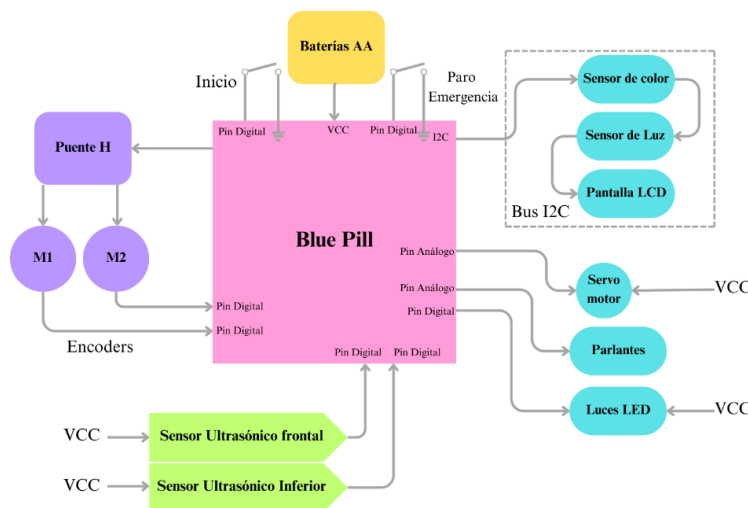 Baterías AA
Inicio
Paro
Emergencia
Pin Digital
VCC
Pin Digital
I2C
Sensor de color
Sensor de Luz
Pantalla LCD
Bus I2C
Puente H
M1
M2
Blue Pill
Pin Análogo
Pin Análogo
Pin Digital
Servo
motor
VCC
Pin Digital
Pin Digital
Encoders
Parlantes
Pin Digital
Pin Digital
Luces LED
VCC
VCC
Sensor Ultrasónico frontal
VCC
Sensor Ultrasónico Inferior